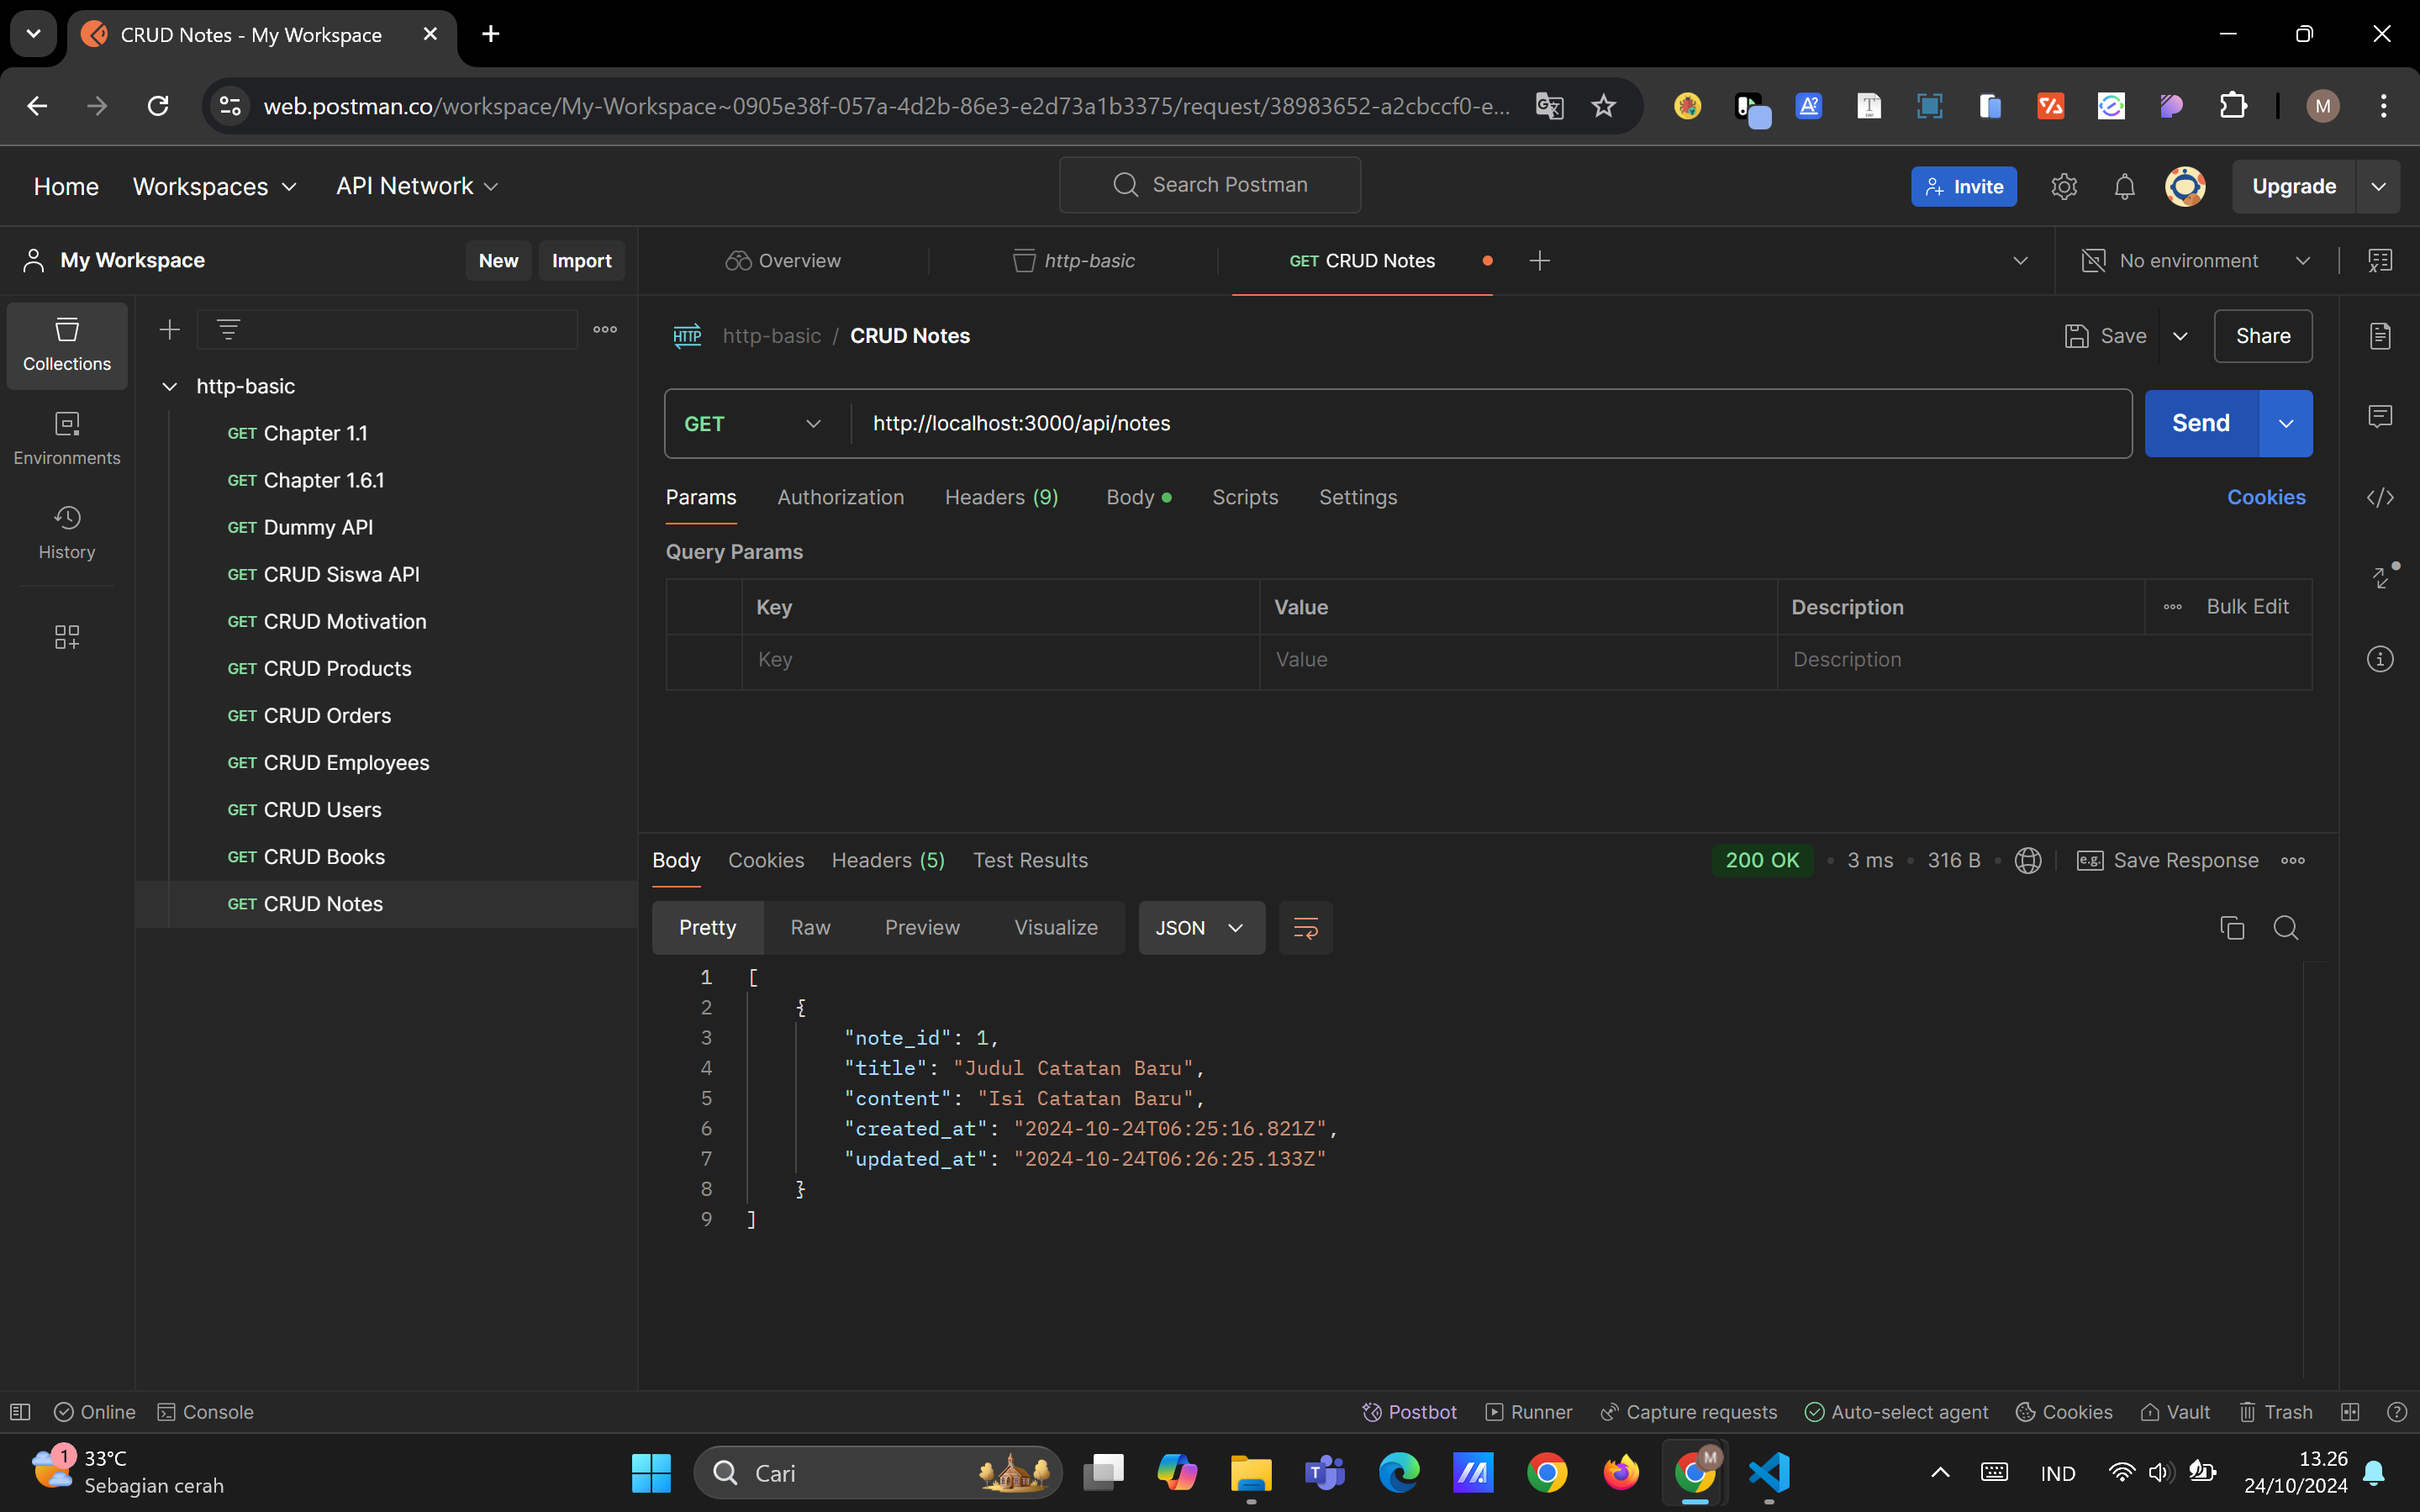 CRUD Notes - My Workspace
web.postman.co/workspace/My-Workspace~0905e38f-057a-4d2b-86e3-e2d73a1b3375/request/38983652-a2cbccf0-e...
M
Home Workspaces API Network
Search Postman
Invite
Upgrade
My Workspace
New Import
Overview
http-basic
GET CRUD Notes
No environment
Collections
Environments
History
http-basic
GET Chapter 1.1
GET Chapter 1.6.1
GET Dummy API
GET CRUD Siswa API
GET CRUD Motivation
GET CRUD Products
GET CRUD Orders
GET CRUD Employees
GET CRUD Users
GET CRUD Books
GET CRUD Notes
HTTP http-basic / CRUD Notes
Save
Share
GET http://localhost:3000/api/notes
Send
Params Authorization Headers (9) Body Scripts Settings
Cookies
Query Params
Key Value Description Bulk Edit
Key Value Description
Body Cookies Headers (5) Test Results
200 OK 3 ms 316 B e.g. Save Response
Pretty Raw Preview Visualize JSON
1 [
2 {
3 "note_id": 1,
4 "title": "Judul Catatan Baru",
5 "content": "Isi Catatan Baru",
6 "created_at": "2024-10-24T06:25:16.821Z",
7 "updated_at": "2024-10-24T06:26:25.133Z"
8 }
9 ]
Online Console
Postbot Runner Capture requests Auto-select agent Cookies Vault Trash
1
33°C
Sebagian cerah
Cari
M
IND
13.26
24/10/2024